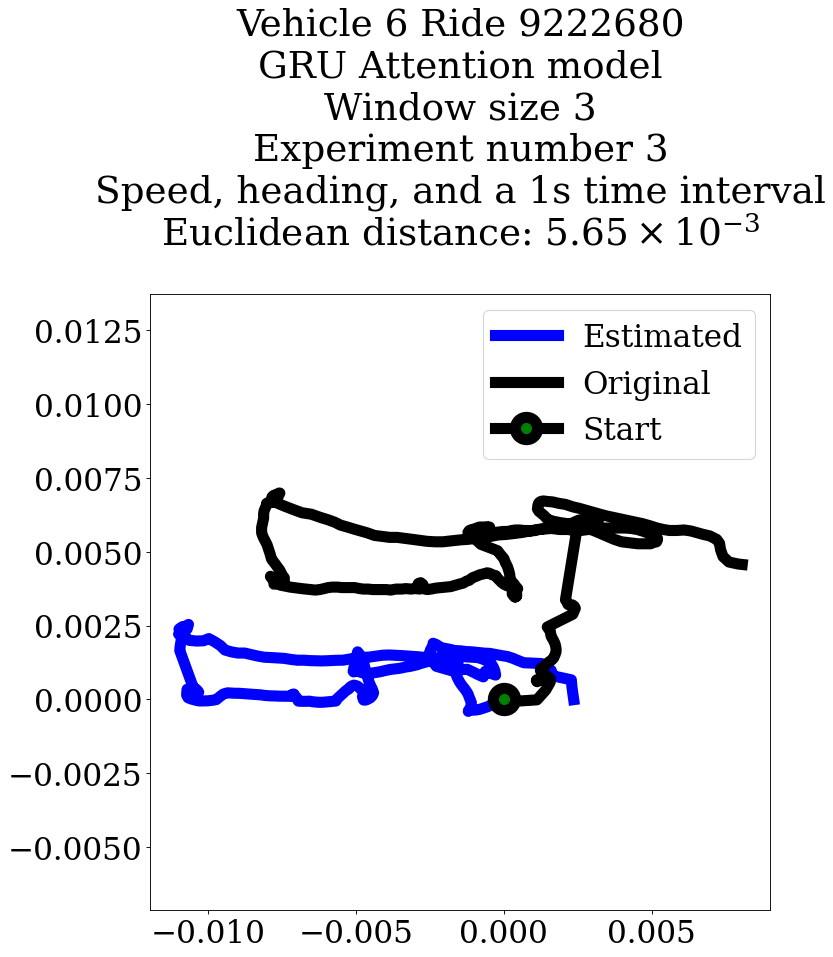 Vehicle 6 Ride 9222680
GRU Attention model
Window size 3
Experiment number 3
Speed, heading, and a 1s time interval
Euclidean distance: 5.65 × 10⁻³
Estimated
Original
Start
0.0125
0.0100
0.0075
0.0050
0.0025
0.0000
−0.0025
−0.0050
−0.010
−0.005
0.000
0.005